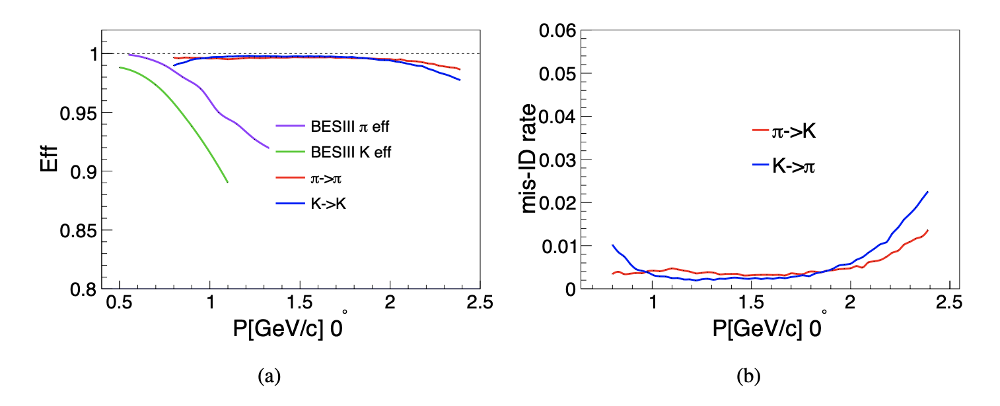 1
0.95
0.9
0.85
0.8
Eff
BESIII π eff
BESIII K eff
π->π
K->K
0.5 1 1.5 2 2.5
P[GeV/c] 0°
(a)
0.06
0.05
0.04
0.03
0.02
0.01
0
mis-ID rate
π->K
K->π
1 1.5 2 2.5
P[GeV/c] 0°
(b)